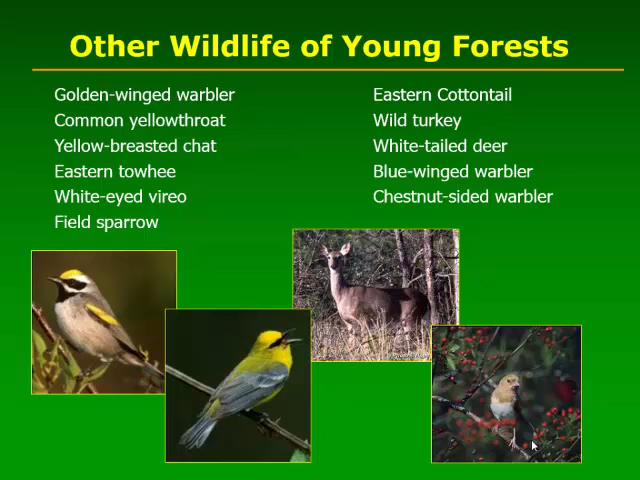 Other Wildlife of Young Forests
Golden-winged warbler
Common yellowthroat
Yellow-breasted chat
Eastern towhee
White-eyed vireo
Field sparrow
Eastern Cottontail
Wild turkey
White-tailed deer
Blue-winged warbler
Chestnut-sided warbler